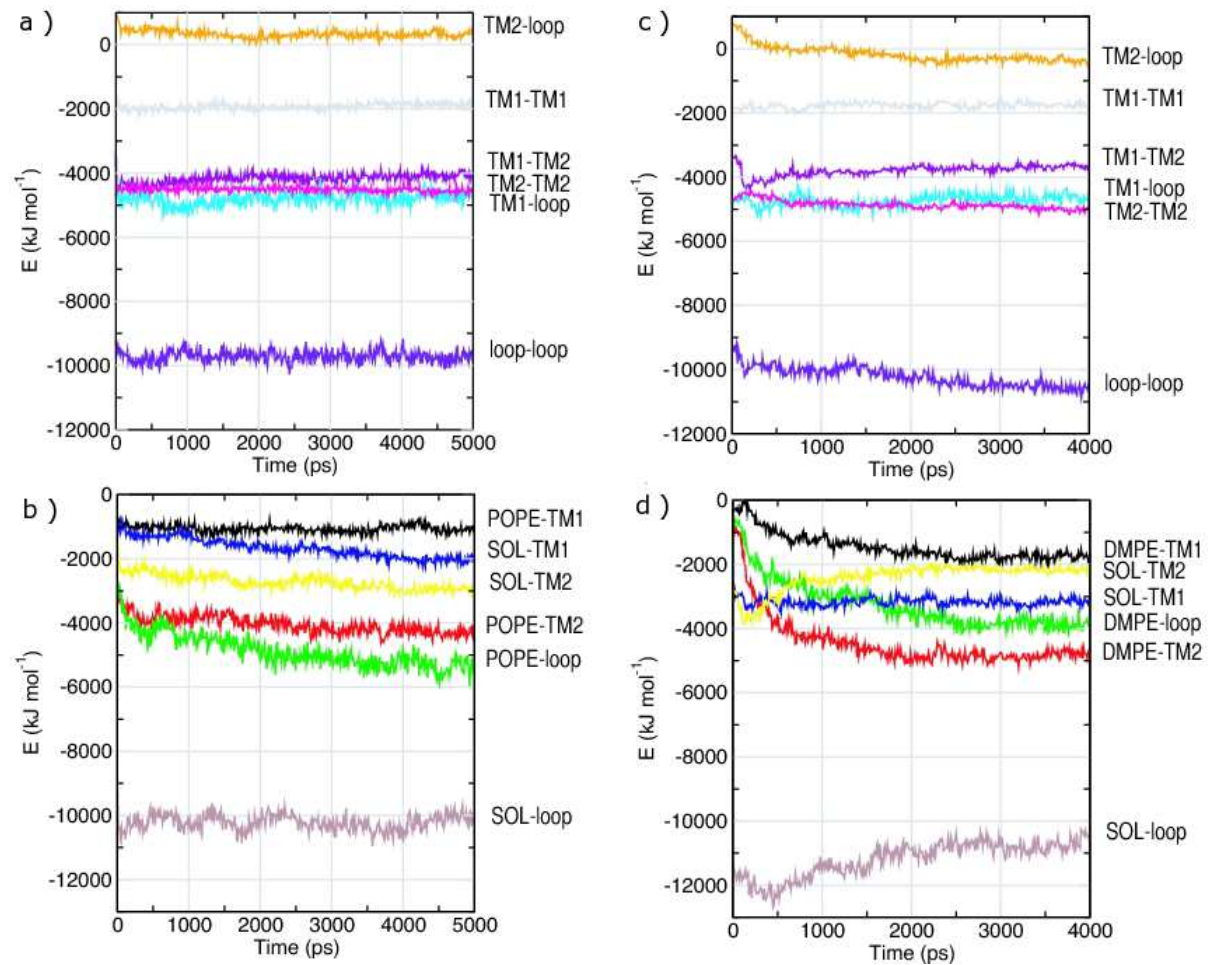 a )
TM2-loop
TM1-TM1
TM1-TM2
TM2-TM2
TM1-loop
loop-loop
0
-2000
-4000
-6000
-8000
-10000
-12000
E (kJ mol⁻¹)
0 1000 2000 3000 4000 5000
Time (ps)
c )
TM2-loop
TM1-TM1
TM1-TM2
TM1-loop
TM2-TM2
loop-loop
0
-2000
-4000
-6000
-8000
-10000
-12000
E (kJ mol⁻¹)
0 1000 2000 3000 4000
Time (ps)
b )
POPE-TM1
SOL-TM1
SOL-TM2
POPE-TM2
POPE-loop
SOL-loop
0
-2000
-4000
-6000
-8000
-10000
-12000
E (kJ mol⁻¹)
0 1000 2000 3000 4000 5000
Time (ps)
d )
DMPE-TM1
SOL-TM2
SOL-TM1
DMPE-loop
DMPE-TM2
SOL-loop
0
-2000
-4000
-6000
-8000
-10000
-12000
E (kJ mol⁻¹)
0 1000 2000 3000 4000
Time (ps)